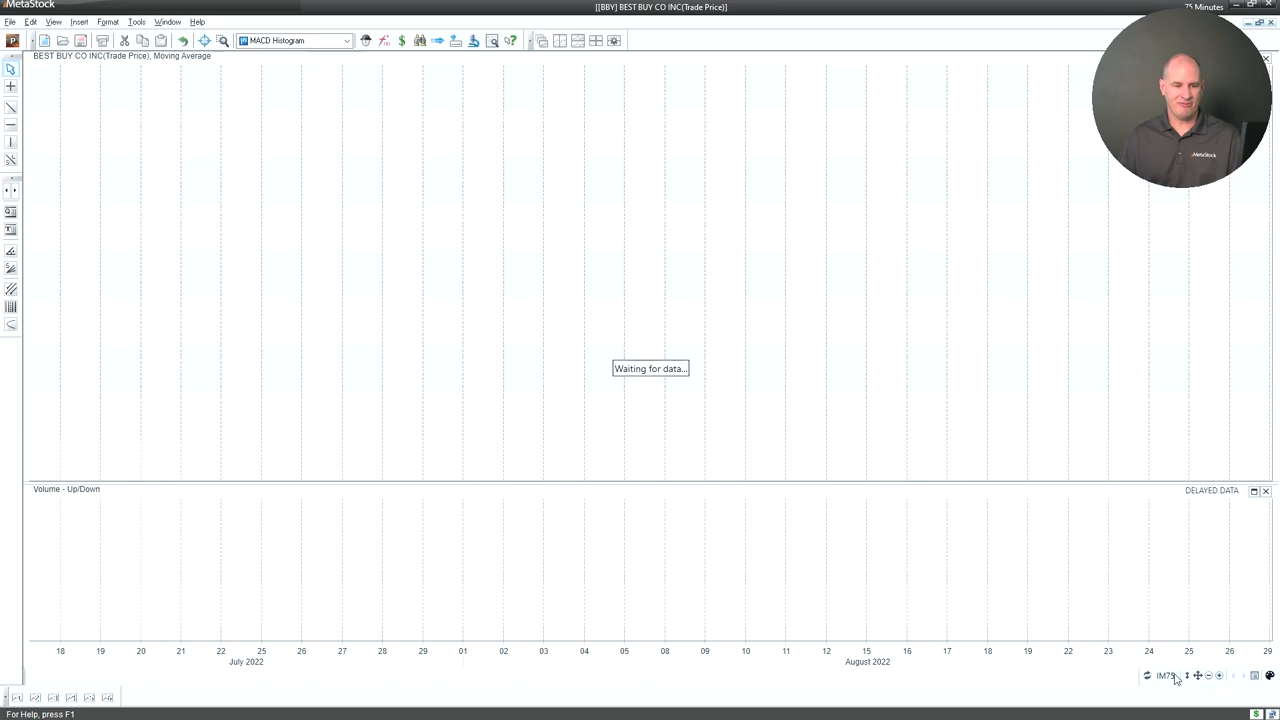 MetaStock
[[BBY] BEST BUY CO INC(Trade Price)]
75 Minutes
File Edit View Insert Format Tools Window Help
P
MACD Histogram
BEST BUY CO INC(Trade Price), Moving Average
MetaStock
Waiting for data...
Volume - Up/Down
DELAYED DATA
18 19 20 21 22 25 26 27 28 29 01 02 03 04 05 08 09 10 11 12 15 16 17 18 19 22 23 24 25 26 29
July 2022 August 2022
IM75
For Help, press F1